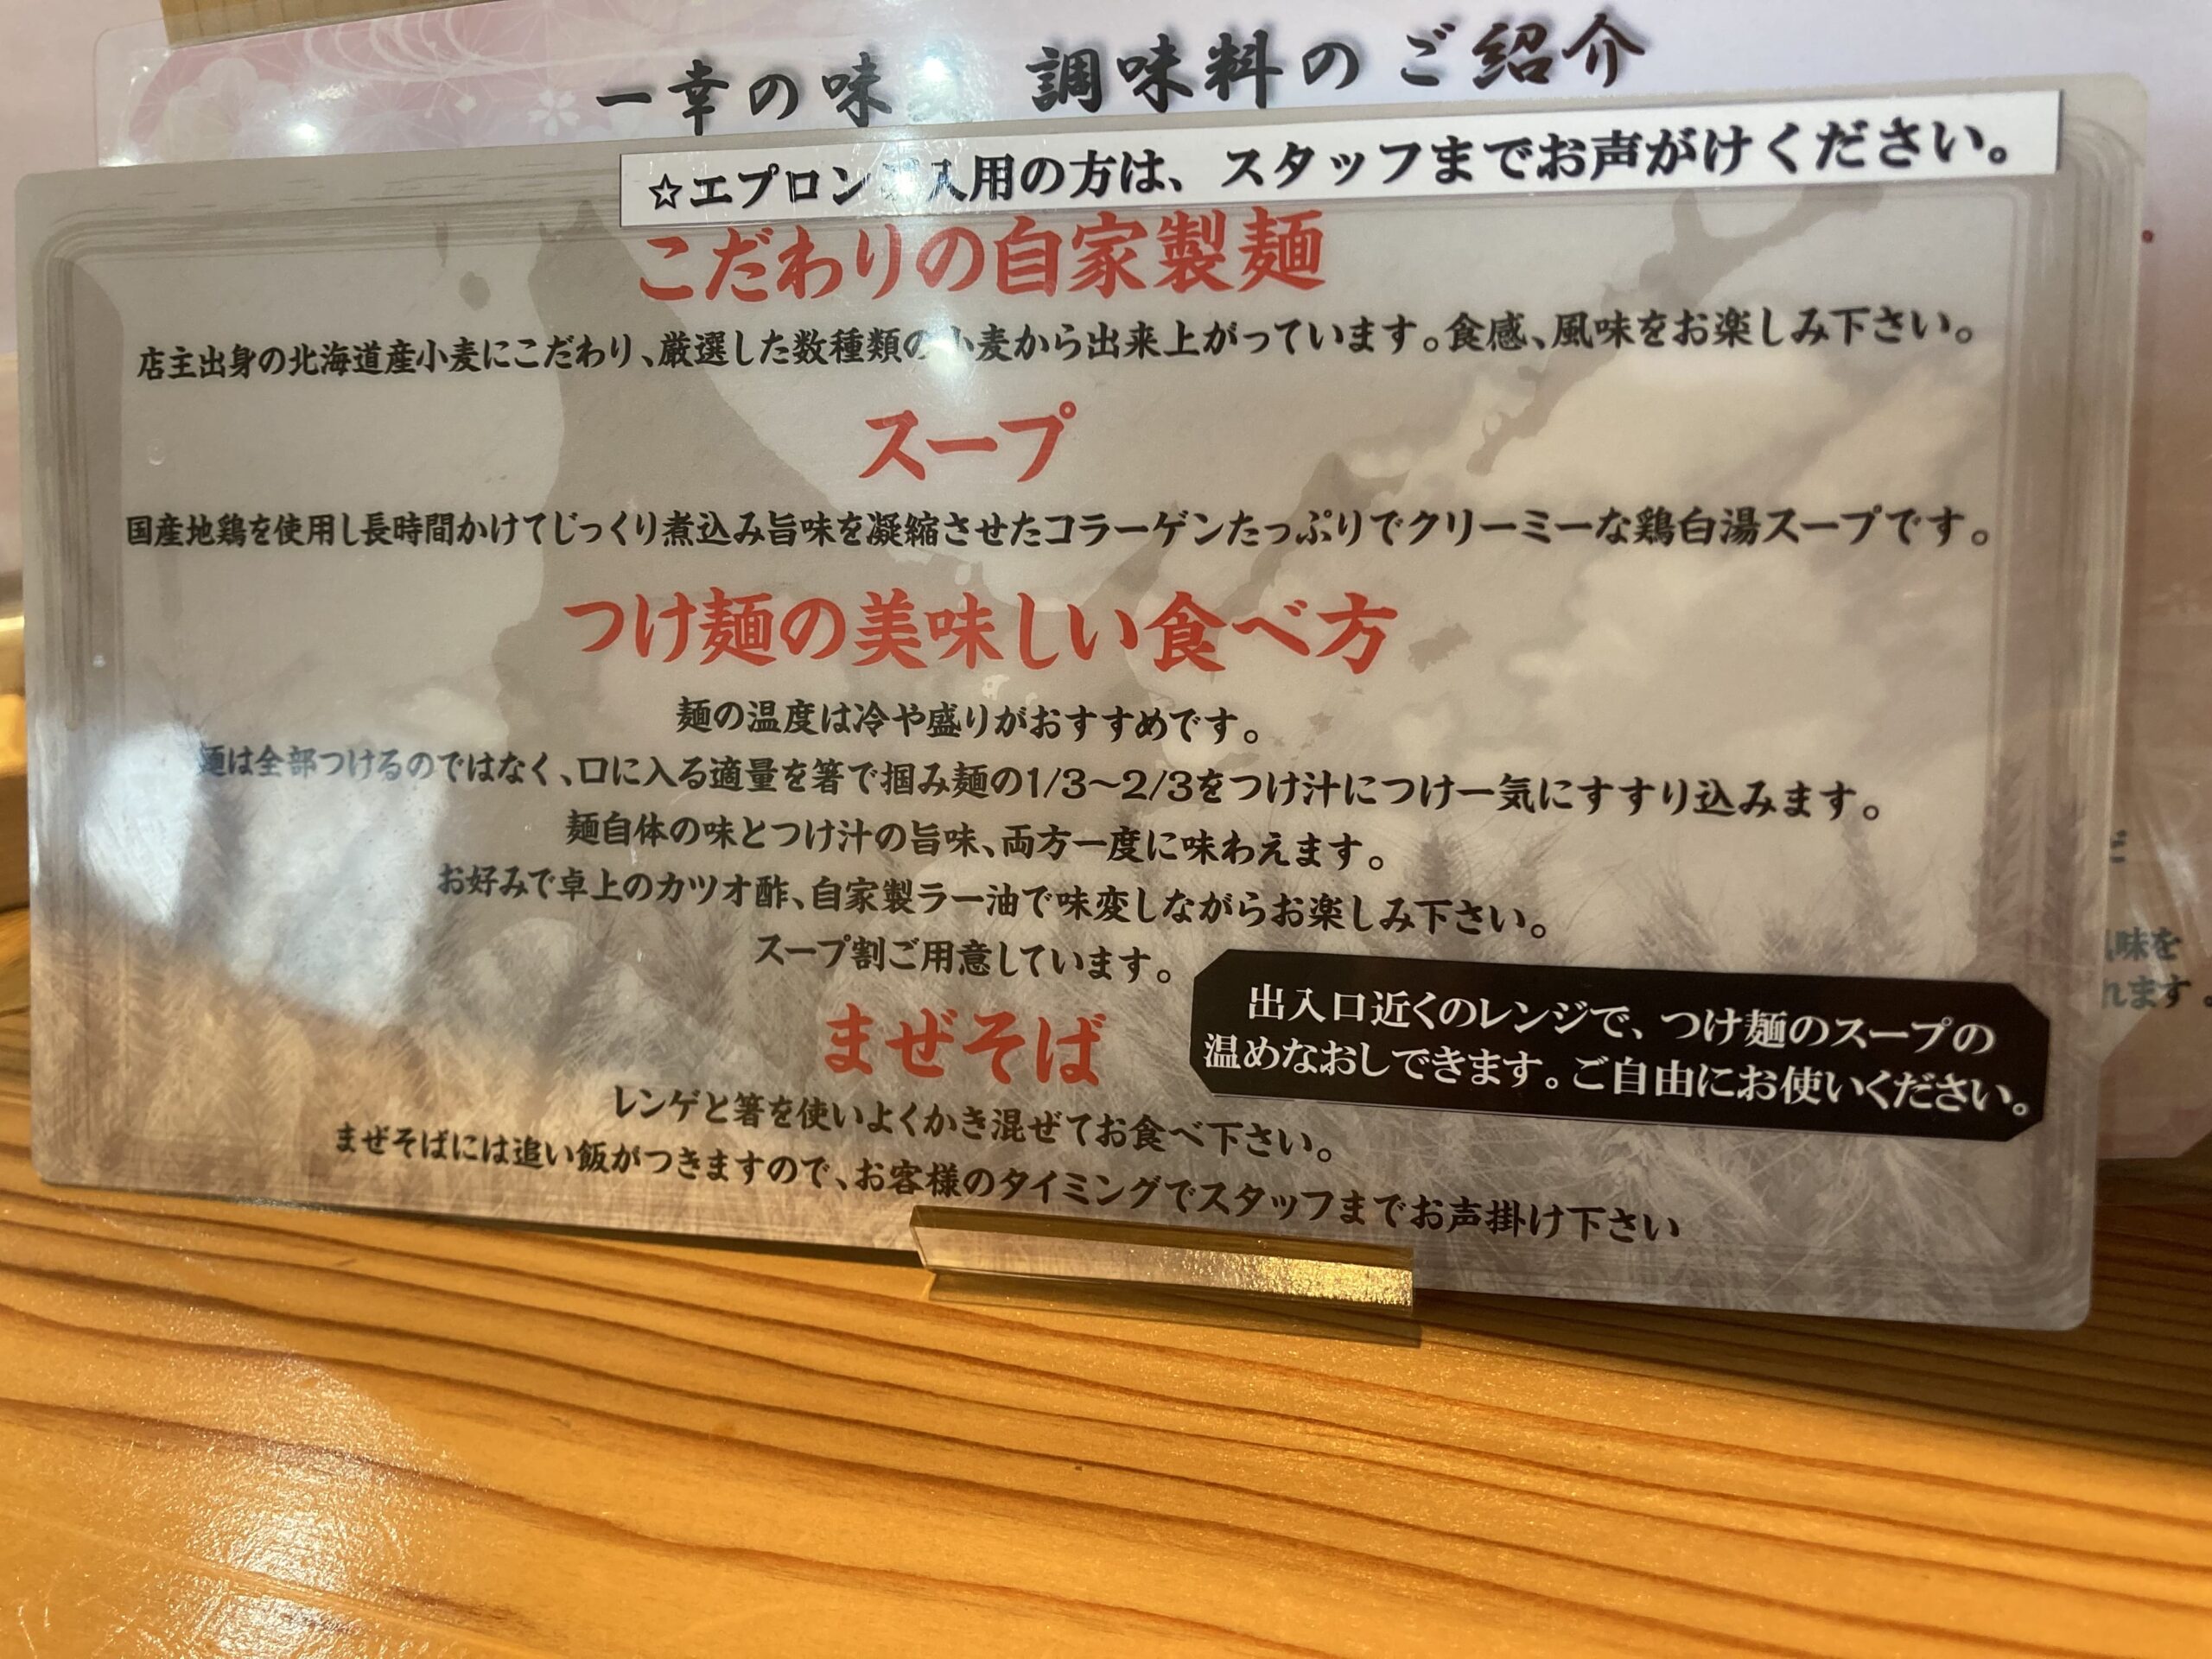 一幸の味 調味料のご紹介
☆エプロン 入用の方は、スタッフまでお声がけください。
こだわりの自家製麺
店主出身の北海道産小麦にこだわり、厳選した数種類の小麦から出来上がっています。食感、風味をお楽しみ下さい。
スープ
国産地鶏を使用し長時間かけてじっくり煮込み旨味を凝縮させたコラーゲンたっぷりでクリーミーな鶏白湯スープです。
つけ麺の美味しい食べ方
麺の温度は冷や盛りがおすすめです。
麺は全部つけるのではなく、口に入る適量を箸で掴み麺の1/3〜2/3をつけ汁につけ一気にすすり込みます。
麺自体の味とつけ汁の旨味、両方一度に味わえます。
お好みで卓上のカツオ酢、自家製ラー油で味変しながらお楽しみ下さい。
スープ割ご用意しています。
出入口近くのレンジで、つけ麺のスープの
温めなおしできます。ご自由にお使いください。
まぜそば
レンゲと箸を使いよくかき混ぜてお食べ下さい。
まぜそばには追い飯がつきますので、お客様のタイミングでスタッフまでお声掛け下さい
味を
れます。